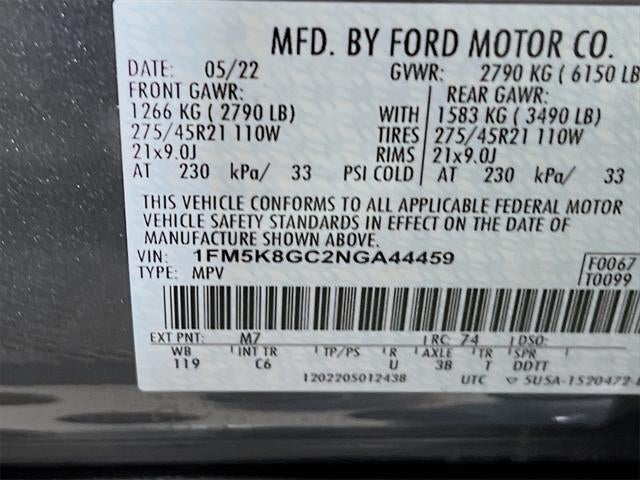 MFD. BY FORD MOTOR CO.
DATE: 05/22 GVWR: 2790 KG ( 6150 LB
FRONT GAWR: REAR GAWR:
1266 KG ( 2790 LB) WITH 1583 KG ( 3490 LB)
275/45R21 110W TIRES 275/45R21 110W
21x9.0J RIMS 21x9.0J
AT 230 kPa/ 33 PSI COLD AT 230 kPa/ 33
THIS VEHICLE CONFORMS TO ALL APPLICABLE FEDERAL MOTOR
VEHICLE SAFETY STANDARDS IN EFFECT ON THE DATE OF
MANUFACTURE SHOWN ABOVE.
VIN: 1FM5K8GC2NGA44459 F0067
TYPE: MPV T0099
EXT PNT: M7 RC: 74 DSO:
WB INT TR TP/PS R AXLE TR SPR
119 C6 U 3B T DDTT
120220S012438 UTC 5USA-1520472-